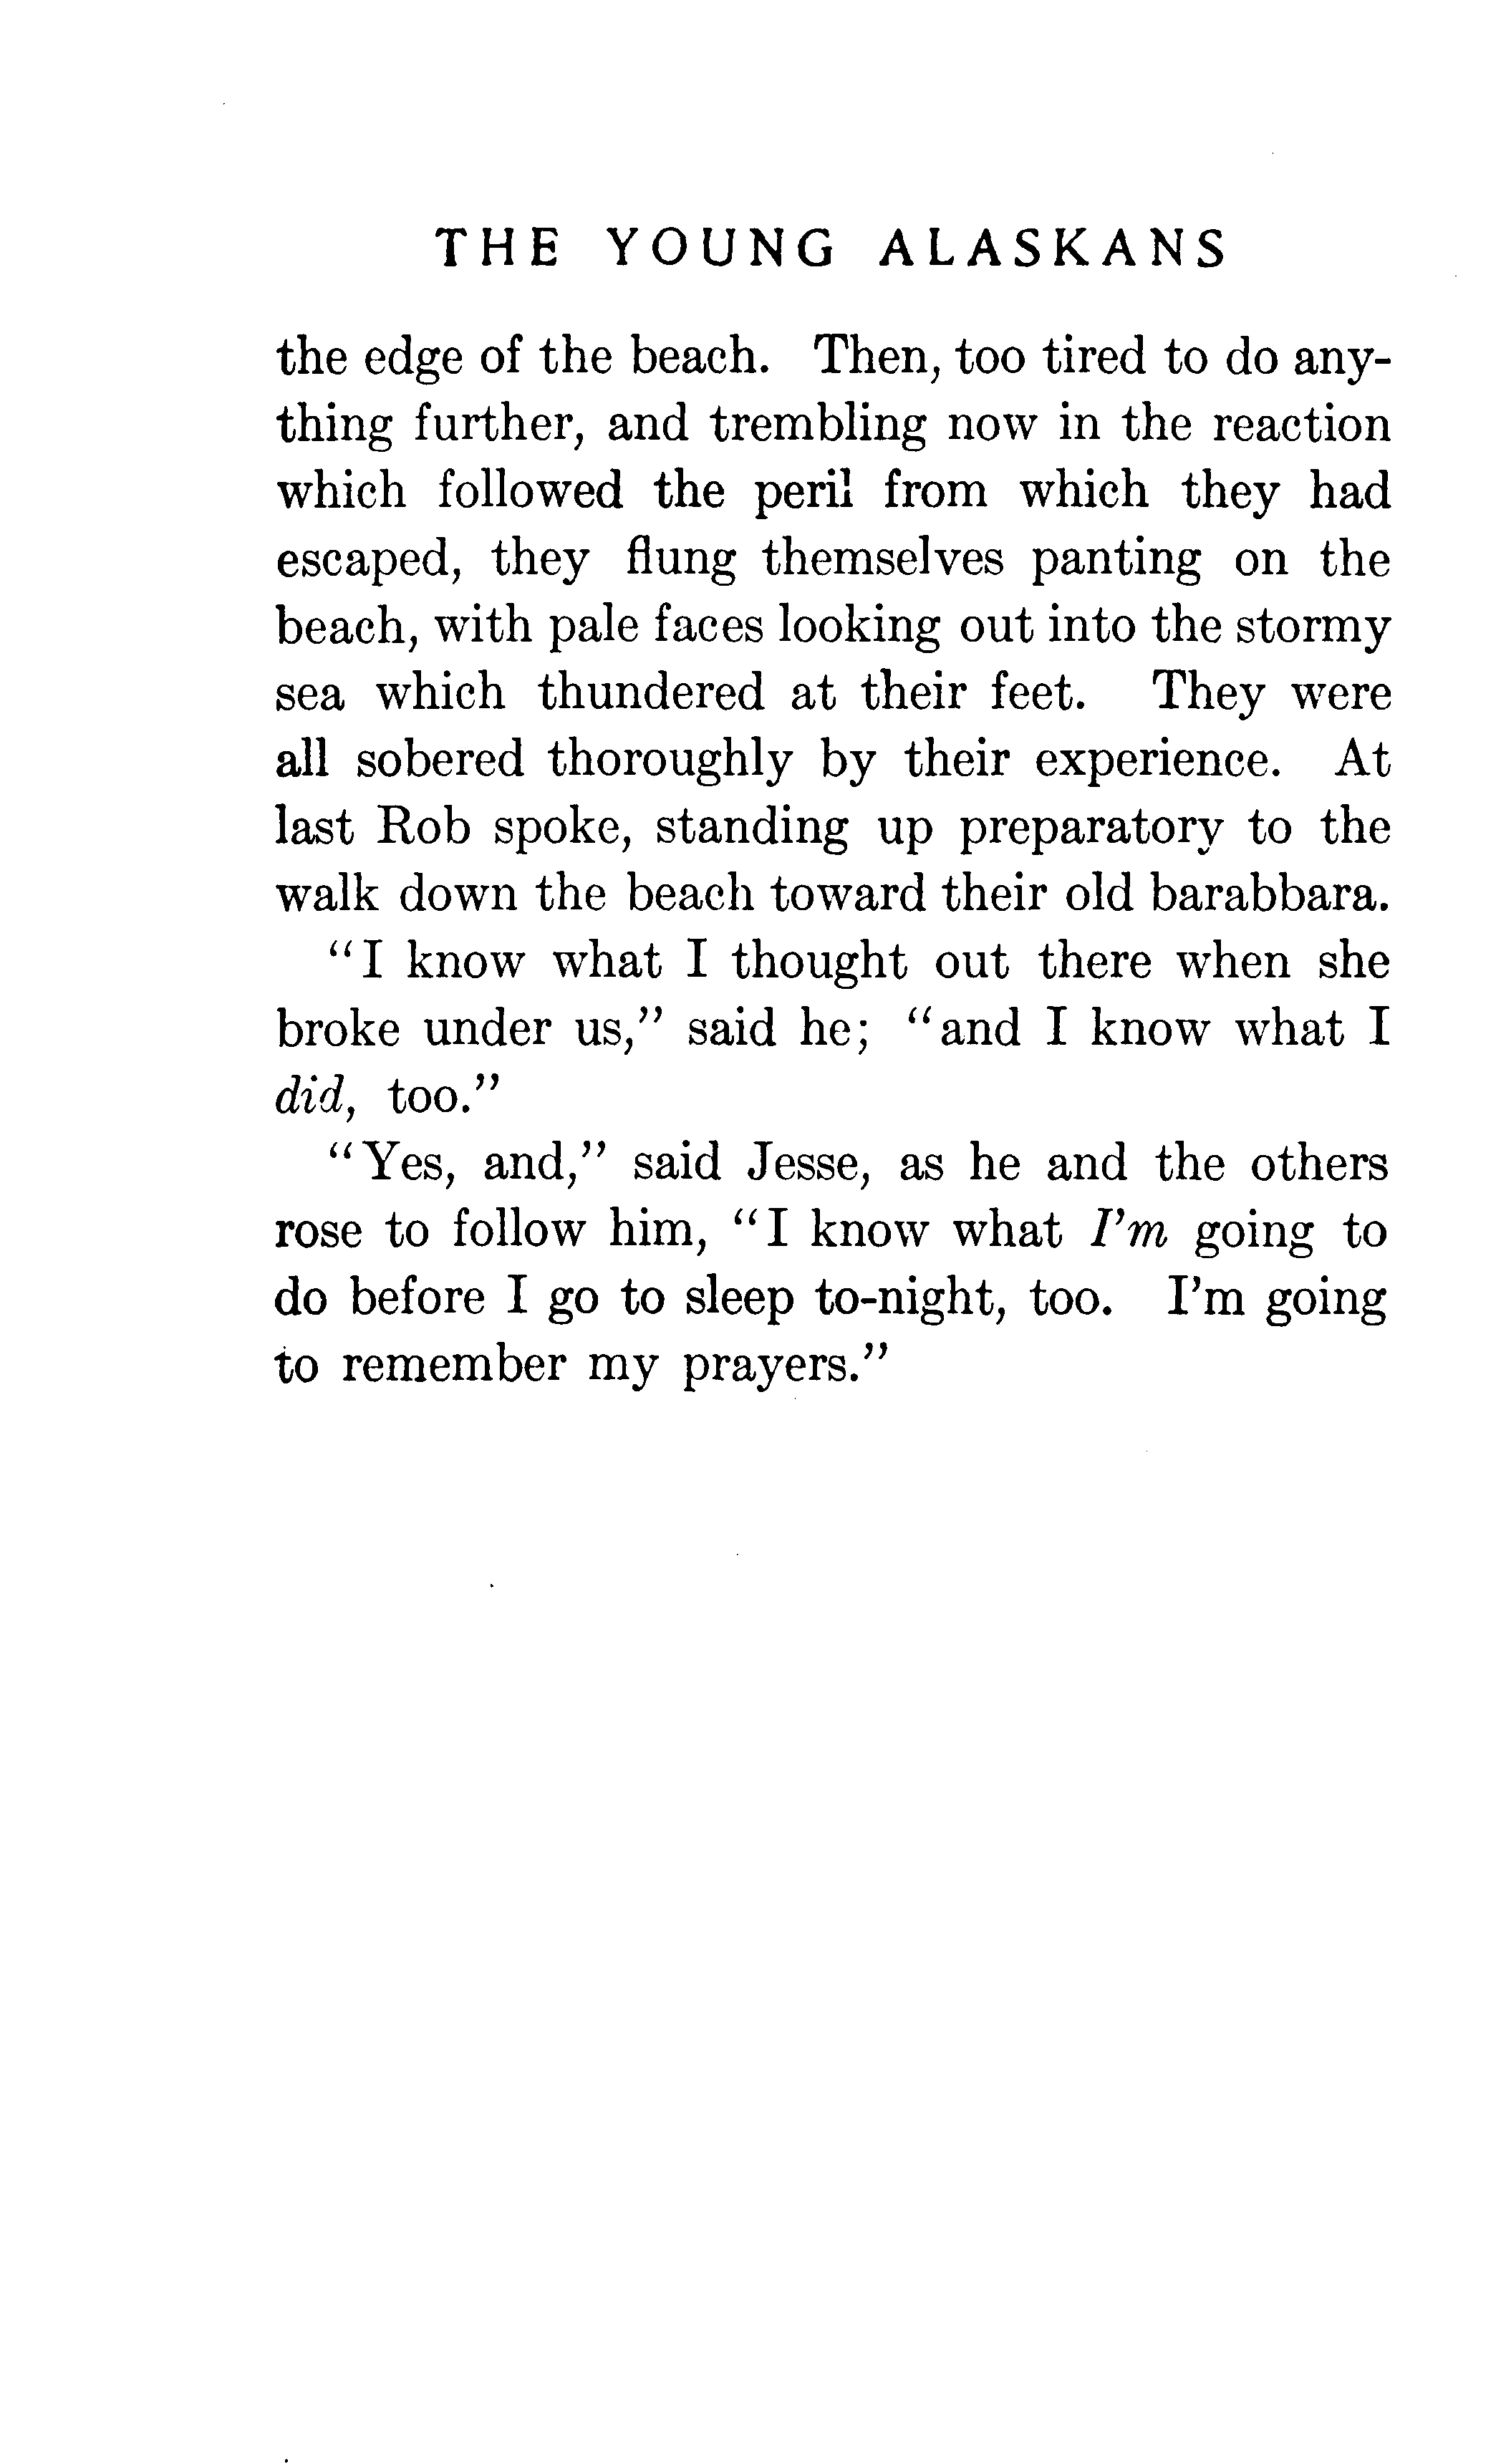 THE YOUNG ALASKANS
the edge of the beach. Then, too tired to do any-
thing further, and trembling now in the reaction
which followed the peril from which they had
escaped, they flung themselves panting on the
beach, with pale faces looking out into the stormy
sea which thundered at their feet. They were
all sobered thoroughly by their experience. At
last Rob spoke, standing up preparatory to the
walk down the beach toward their old barabbara.
"I know what I thought out there when she
broke under us," said he; "and I know what I
did, too."
"Yes, and," said Jesse, as he and the others
rose to follow him, "I know what I'm going to
do before I go to sleep to-night, too. I'm going
to remember my prayers."